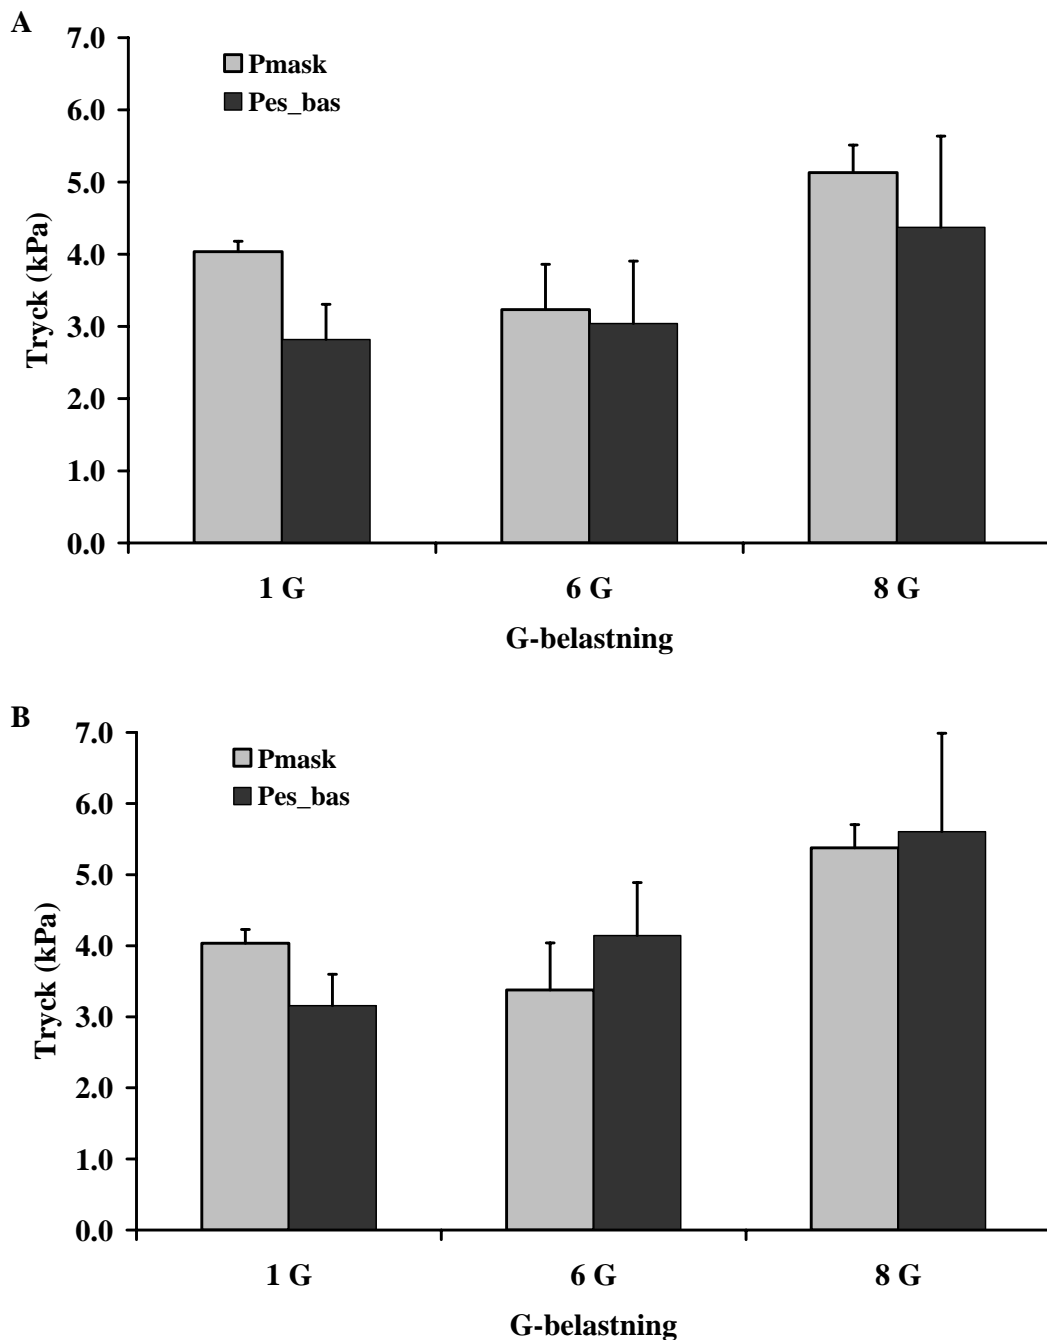 A
7.0
Pmask
6.0
Pes_bas
5.0
4.0
3.0
2.0
1.0
0.0
Tryck (kPa)
1 G 6 G 8 G
G-belastning
B
7.0
Pmask
6.0
Pes_bas
5.0
4.0
3.0
2.0
1.0
0.0
Tryck (kPa)
1 G 6 G 8 G
G-belastning